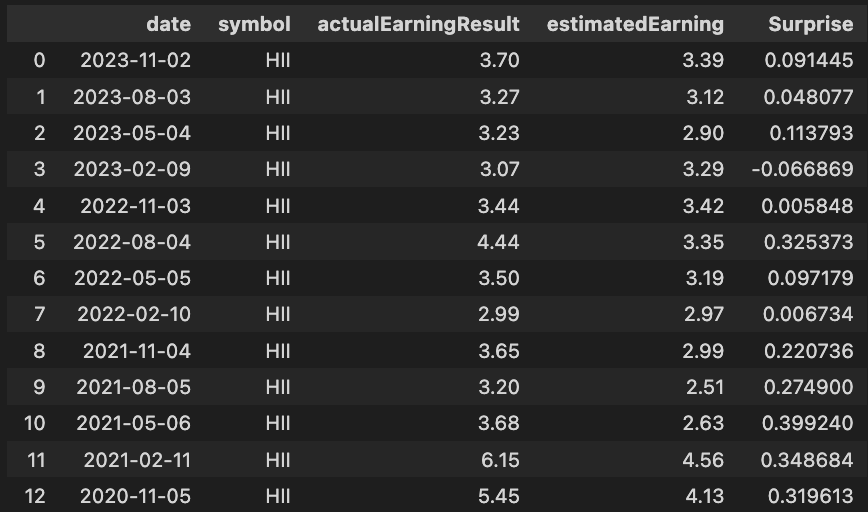 date symbol actualEarningResult estimatedEarning Surprise
0 2023-11-02 HII 3.70 3.39 0.091445
1 2023-08-03 HII 3.27 3.12 0.048077
2 2023-05-04 HII 3.23 2.90 0.113793
3 2023-02-09 HII 3.07 3.29 -0.066869
4 2022-11-03 HII 3.44 3.42 0.005848
5 2022-08-04 HII 4.44 3.35 0.325373
6 2022-05-05 HII 3.50 3.19 0.097179
7 2022-02-10 HII 2.99 2.97 0.006734
8 2021-11-04 HII 3.65 2.99 0.220736
9 2021-08-05 HII 3.20 2.51 0.274900
10 2021-05-06 HII 3.68 2.63 0.399240
11 2021-02-11 HII 6.15 4.56 0.348684
12 2020-11-05 HII 5.45 4.13 0.319613